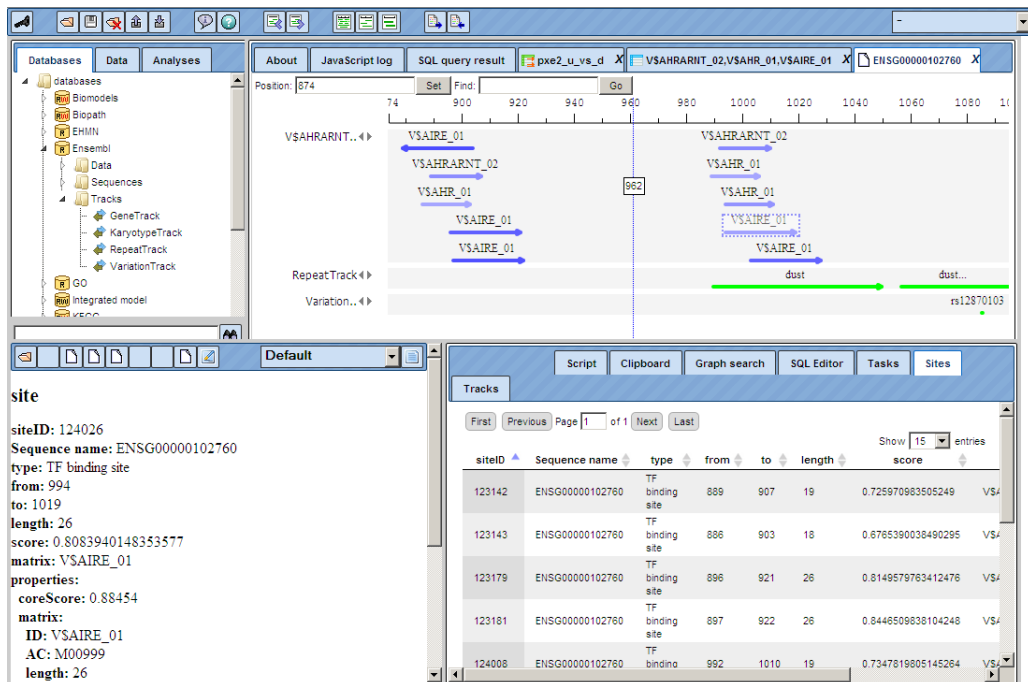 -
Databases Data Analyses
databases
Biomodels
Biopath
EHMN
Ensembl
Data
Sequences
Tracks
GeneTrack
KaryotypeTrack
RepeatTrack
VariationTrack
GO
Integrated model
KEGG
About JavaScript log SQL query result pxe2_u_vs_d X V$AHRARNT_02,V$AHR_01,V$AIRE_01 X ENSG00000102760 X
Position: 874 Set Find: Go
74 900 920 940 960 980 1000 1020 1040 1060 1080 1(
V$AHRARNT.. V$AIRE_01 V$AHRARNT_02
V$AHRARNT_02 V$AHR_01
962
V$AHR_01 V$AHR_01
V$AIRE_01 V$AIRE_01
V$AIRE_01 V$AIRE_01
RepeatTrack dust dust...
Variation.. rs12870103
Default
site
siteID: 124026
Sequence name: ENSG00000102760
type: TF binding site
from: 994
to: 1019
length: 26
score: 0.8083940148353577
matrix: V$AIRE_01
properties:
coreScore: 0.88454
matrix:
ID: V$AIRE_01
AC: M00999
length: 26
Script Clipboard Graph search SQL Editor Tasks Sites
Tracks
First Previous Page 1 of 1 Next Last
Show 15 entries
siteID Sequence name type from to length score
123142 ENSG00000102760 TF binding site 889 907 19 0.725970983505249 V$A
123143 ENSG00000102760 TF binding site 886 903 18 0.6765390038490295 V$A
123179 ENSG00000102760 TF binding site 896 921 26 0.8149579763412476 V$A
123181 ENSG00000102760 TF binding site 897 922 26 0.8446509838104248 V$A
124008 ENSG00000102760 TF binding 992 1010 19 0.7347819805145264 V$A